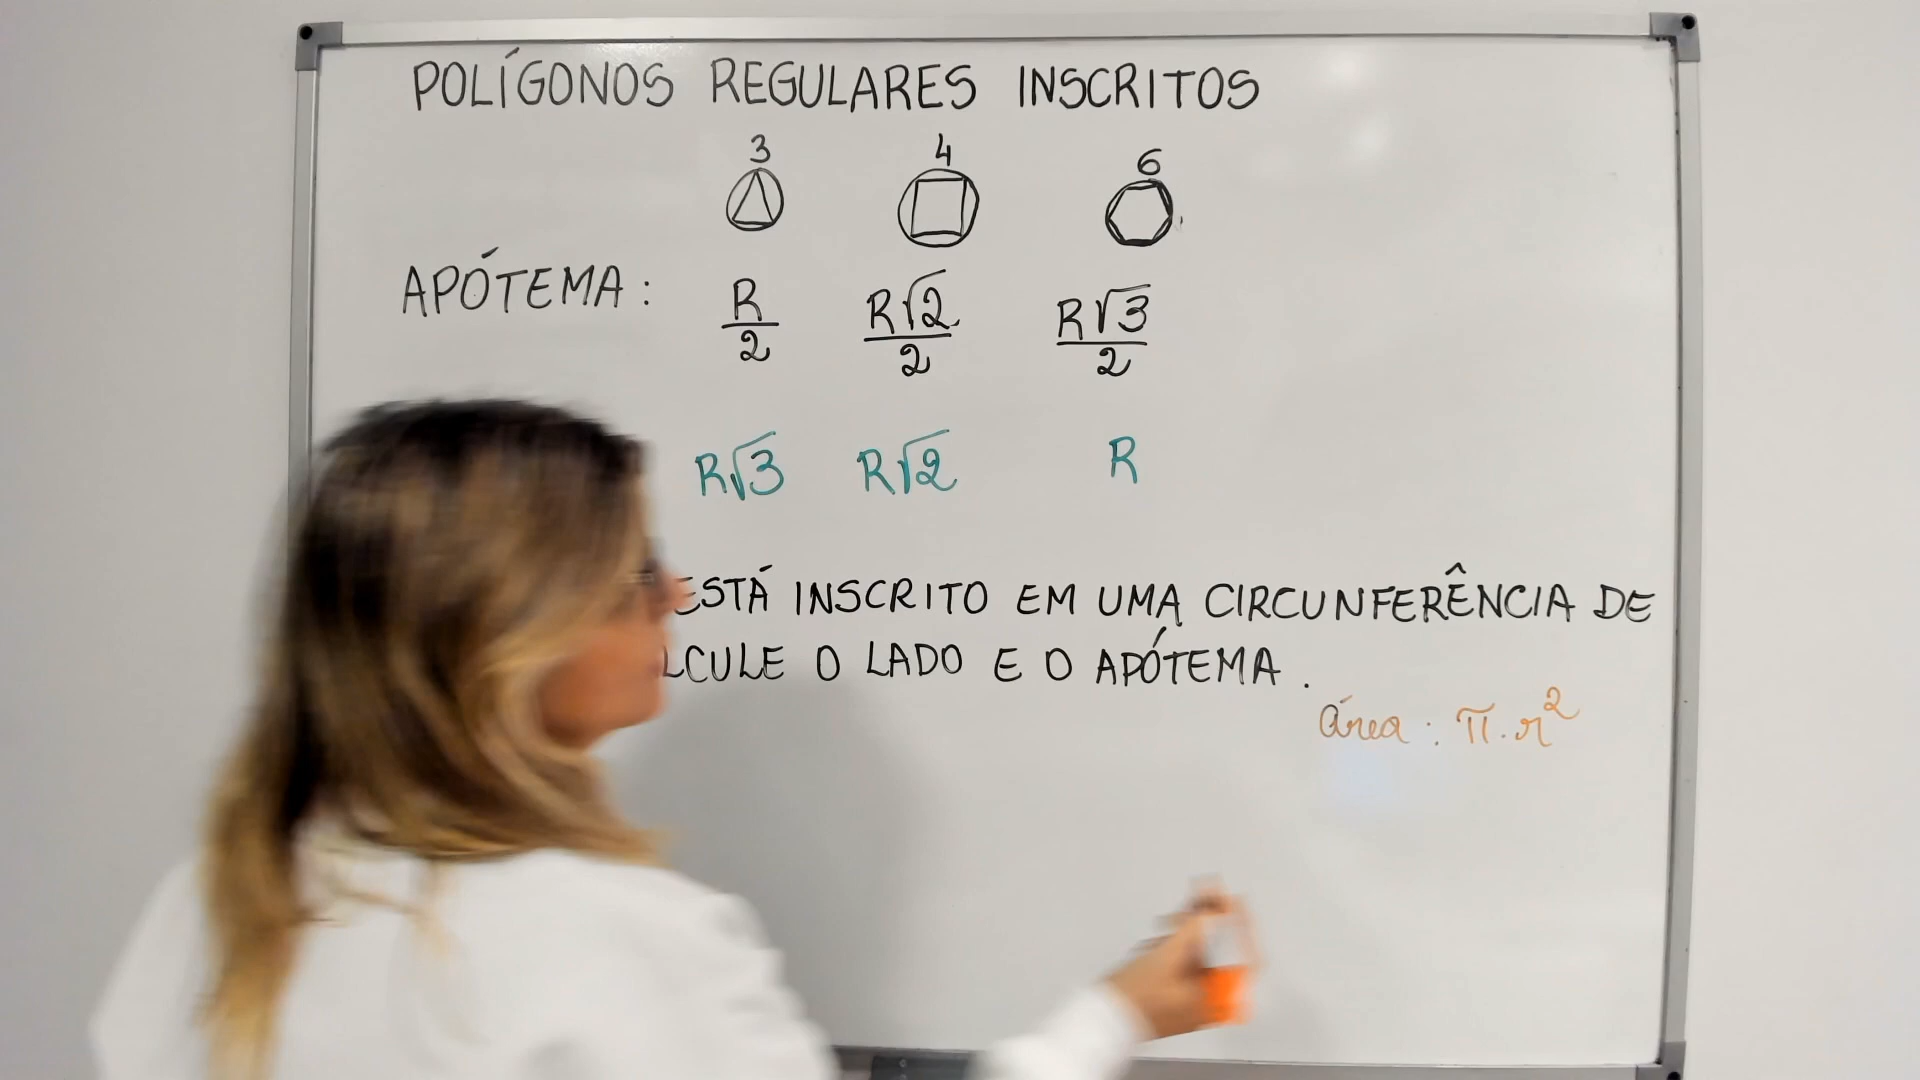 POLÍGONOS REGULARES INSCRITOS
3 4 6
APÓTEMA: R/2 R√2/2 R√3/2
R√3 R√2 R
ESTÁ INSCRITO EM UMA CIRCUNFERÊNCIA DE
LCULE O LADO E O APÓTEMA.
área: π.r²